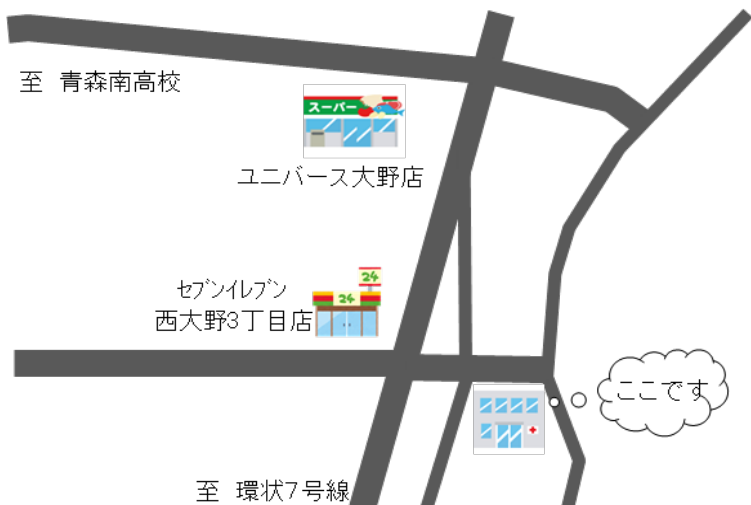 至 青森南高校
スーパー
ユニバース大野店
24
24
セブンイレブン
西大野3丁目店
ここです
至 環状7号線